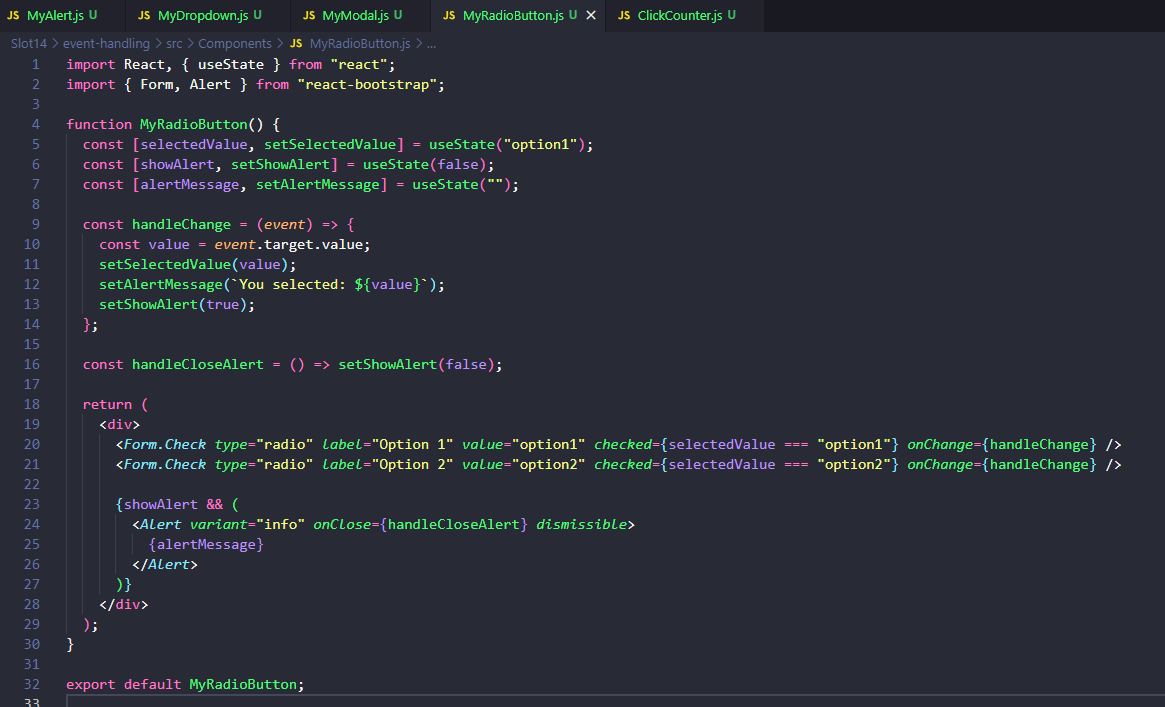 JS MyAlert.js U JS MyDropdown.js U JS MyModal.js U JS MyRadioButton.js U × JS ClickCounter.js U
Slot14 > event-handling > src > Components > JS MyRadioButton.js > ...
1 import React, { useState } from "react";
2 import { Form, Alert } from "react-bootstrap";
3
4 function MyRadioButton() {
5   const [selectedValue, setSelectedValue] = useState("option1");
6   const [showAlert, setShowAlert] = useState(false);
7   const [alertMessage, setAlertMessage] = useState("");
8
9   const handleChange = (event) => {
10     const value = event.target.value;
11     setSelectedValue(value);
12     setAlertMessage(`You selected: ${value}`);
13     setShowAlert(true);
14   };
15
16   const handleCloseAlert = () => setShowAlert(false);
17
18   return (
19     <div>
20       <Form.Check type="radio" label="Option 1" value="option1" checked={selectedValue === "option1"} onChange={handleChange} />
21       <Form.Check type="radio" label="Option 2" value="option2" checked={selectedValue === "option2"} onChange={handleChange} />
22
23       {showAlert && (
24         <Alert variant="info" onClose={handleCloseAlert} dismissible>
25           {alertMessage}
26         </Alert>
27       )}
28     </div>
29   );
30 }
31
32 export default MyRadioButton;
33